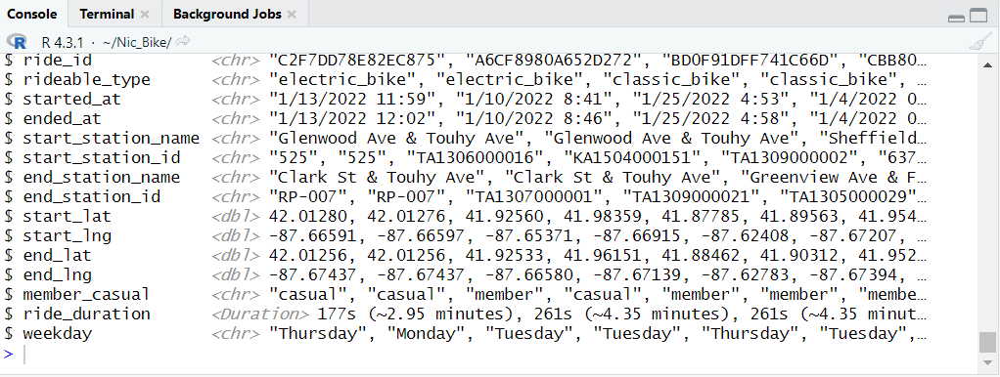 Console Terminal Background Jobs
R R 4.3.1 · ~/Nic_Bike/
$ ride_id <chr> "C2F7DD78E82EC875", "A6CF8980A652D272", "BD0F91DFF741C66D", "CBB80…
$ rideable_type <chr> "electric_bike", "electric_bike", "classic_bike", "classic_bike", …
$ started_at <chr> "1/13/2022 11:59", "1/10/2022 8:41", "1/25/2022 4:53", "1/4/2022 0…
$ ended_at <chr> "1/13/2022 12:02", "1/10/2022 8:46", "1/25/2022 4:58", "1/4/2022 0…
$ start_station_name <chr> "Glenwood Ave & Touhy Ave", "Glenwood Ave & Touhy Ave", "Sheffield…
$ start_station_id <chr> "525", "525", "TA1306000016", "KA1504000151", "TA1309000002", "637…
$ end_station_name <chr> "Clark St & Touhy Ave", "Clark St & Touhy Ave", "Greenview Ave & F…
$ end_station_id <chr> "RP-007", "RP-007", "TA1307000001", "TA1309000021", "TA1305000029"…
$ start_lat <dbl> 42.01280, 42.01276, 41.92560, 41.98359, 41.87785, 41.89563, 41.954…
$ start_lng <dbl> -87.66591, -87.66597, -87.65371, -87.66915, -87.62408, -87.67207, …
$ end_lat <dbl> 42.01256, 42.01256, 41.92533, 41.96151, 41.88462, 41.90312, 41.952…
$ end_lng <dbl> -87.67437, -87.67437, -87.66580, -87.67139, -87.62783, -87.67394, …
$ member_casual <chr> "casual", "casual", "member", "casual", "member", "member", "membe…
$ ride_duration <Duration> 177s (~2.95 minutes), 261s (~4.35 minutes), 261s (~4.35 minut…
$ weekday <chr> "Thursday", "Monday", "Tuesday", "Tuesday", "Thursday", "Tuesday",…
>